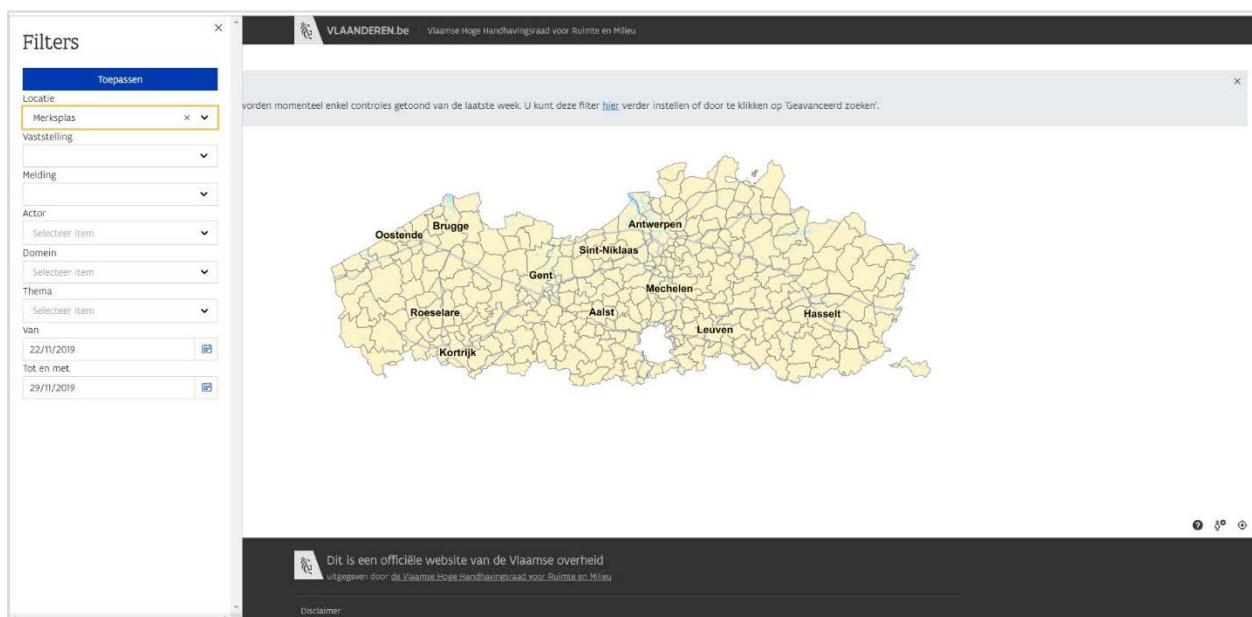 Filters
Toepassen
Locatie
Merksplas
Vaststelling
Melding
Actor
Selecteer item
Domein
Selecteer item
Thema
Selecteer item
Van
22/11/2019
Tot en met
29/11/2019
VLAANDEREN.be Vlaamse Hoge Handhavingsraad voor Ruimte en Milieu
worden momenteel enkel controles getoond van de laatste week. U kunt deze filter hier verder instellen of door te klikken op 'Geavanceerd zoeken'.
Antwerpen
Brugge
Oostende
Sint-Niklaas
Gent
Mechelen
Roeselare
Aalst
Hasselt
Leuven
Kortrijk
Dit is een officiële website van de Vlaamse overheid
uitgegeven door de Vlaamse Hoge Handhavingsraad voor Ruimte en Milieu
Disclaimer